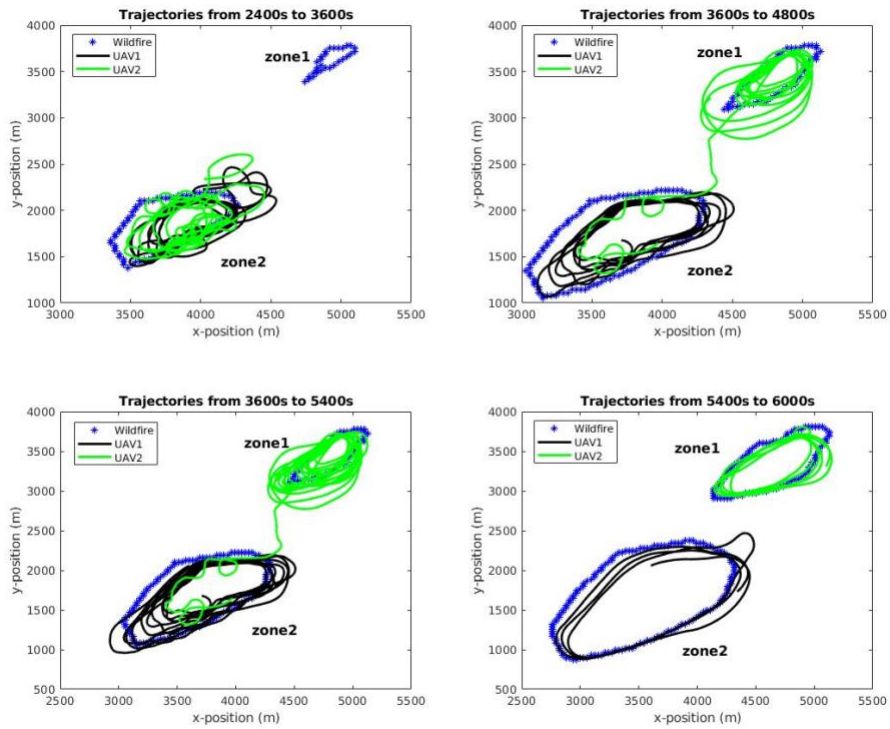 Trajectories from 2400s to 3600s
4000
3500
3000
2500
2000
1500
1000
y-position (m)
Wildfire
UAV1
UAV2
zone1
zone2
3000 3500 4000 4500 5000 5500
x-position (m)
Trajectories from 3600s to 4800s
4000
3500
3000
2500
2000
1500
1000
y-position (m)
Wildfire
UAV1
UAV2
zone1
zone2
3000 3500 4000 4500 5000 5500
x-position (m)
Trajectories from 3600s to 5400s
4000
3500
3000
2500
2000
1500
1000
500
y-position (m)
Wildfire
UAV1
UAV2
zone1
zone2
2500 3000 3500 4000 4500 5000 5500
x-position (m)
Trajectories from 5400s to 6000s
4000
3500
3000
2500
2000
1500
1000
500
y-position (m)
Wildfire
UAV1
UAV2
zone1
zone2
2500 3000 3500 4000 4500 5000 5500
x-position (m)